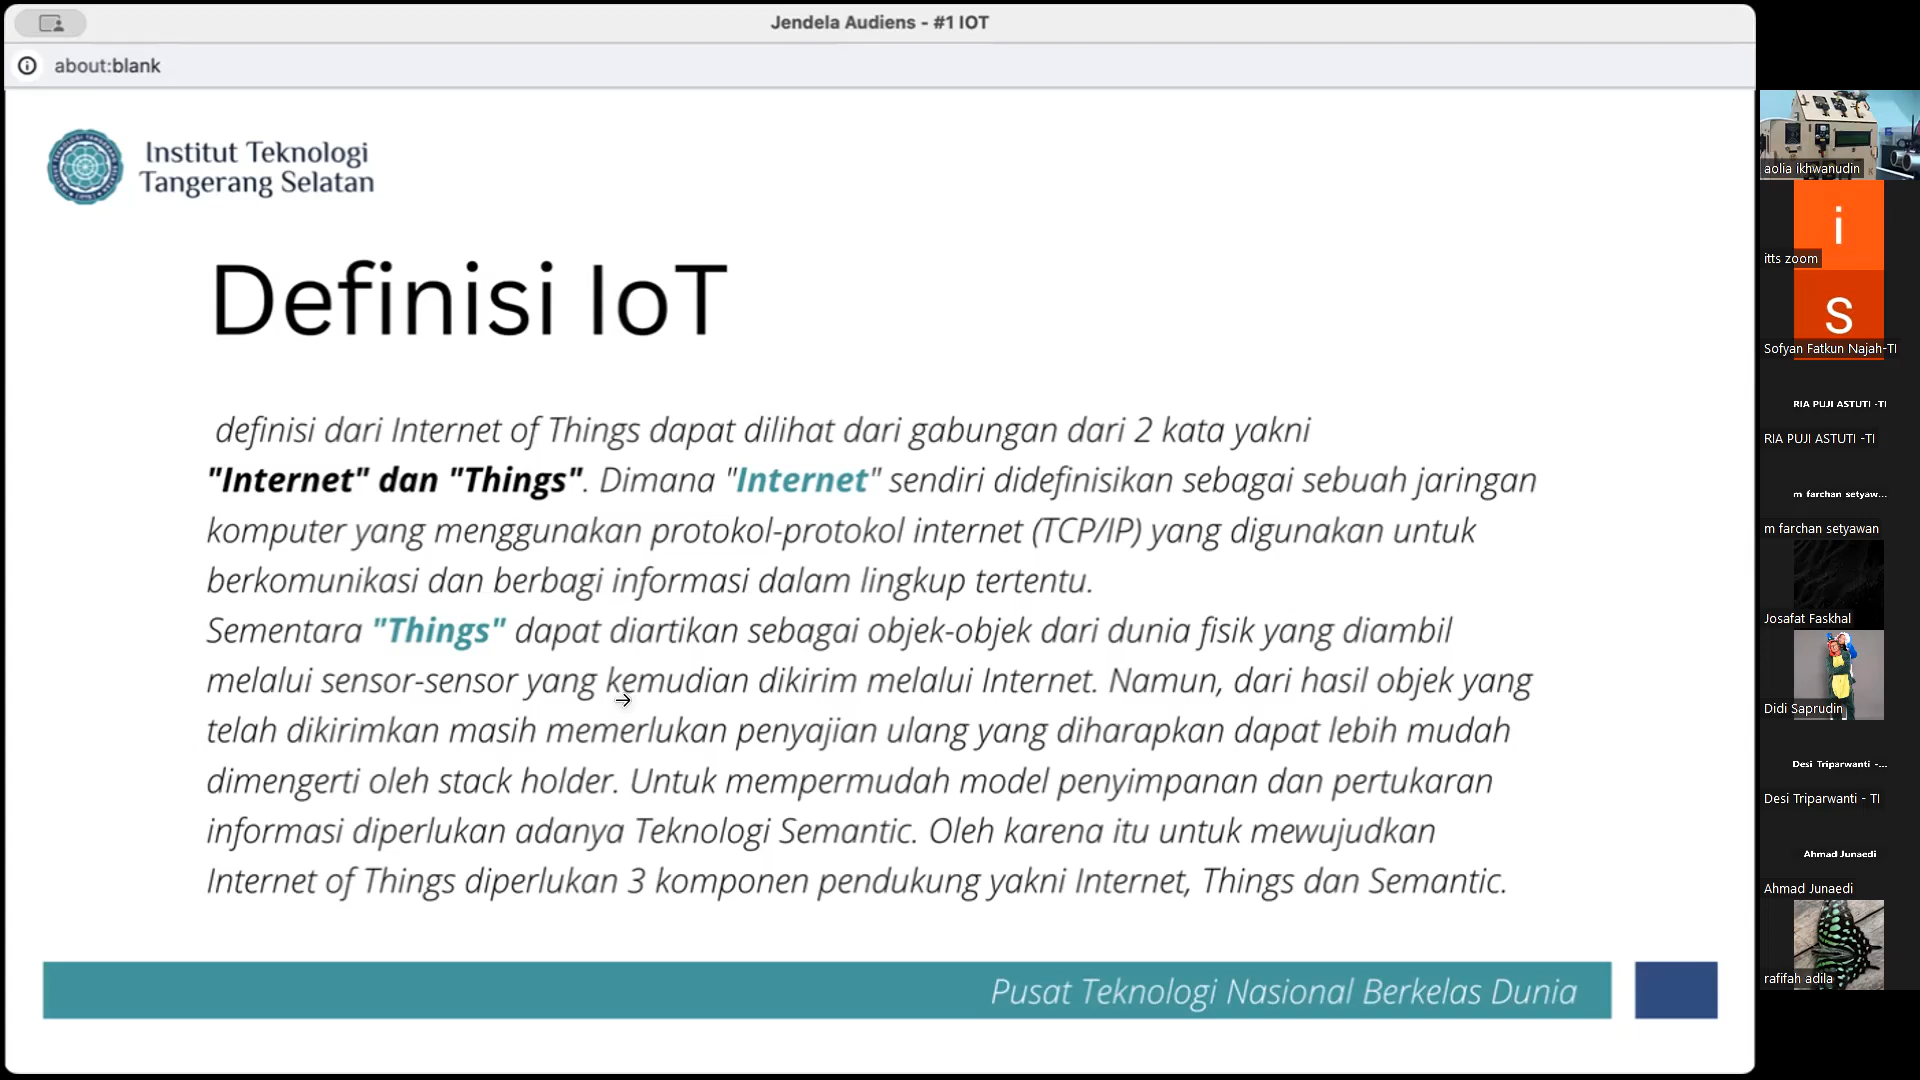 Jendela Audiens - #1 IOT
about:blank
Institut Teknologi
Tangerang Selatan
Definisi IoT
definisi dari Internet of Things dapat dilihat dari gabungan dari 2 kata yakni
"Internet" dan "Things". Dimana "Internet" sendiri didefinisikan sebagai sebuah jaringan
komputer yang menggunakan protokol-protokol internet (TCP/IP) yang digunakan untuk
berkomunikasi dan berbagi informasi dalam lingkup tertentu.
Sementara "Things" dapat diartikan sebagai objek-objek dari dunia fisik yang diambil
melalui sensor-sensor yang kemudian dikirim melalui Internet. Namun, dari hasil objek yang
telah dikirimkan masih memerlukan penyajian ulang yang diharapkan dapat lebih mudah
dimengerti oleh stack holder. Untuk mempermudah model penyimpanan dan pertukaran
informasi diperlukan adanya Teknologi Semantic. Oleh karena itu untuk mewujudkan
Internet of Things diperlukan 3 komponen pendukung yakni Internet, Things dan Semantic.
Pusat Teknologi Nasional Berkelas Dunia
aolia ikhwanudin
i
itts zoom
S
Sofyan Fatkun Najah-TI
RIA PUJI ASTUTI -TI
RIA PUJI ASTUTI -TI
m farchan setyaw...
m farchan setyawan
Josafat Faskhal
Didi Saprudin
Desi Triparwanti -...
Desi Triparwanti - TI
Ahmad Junaedi
Ahmad Junaedi
rafifah adila